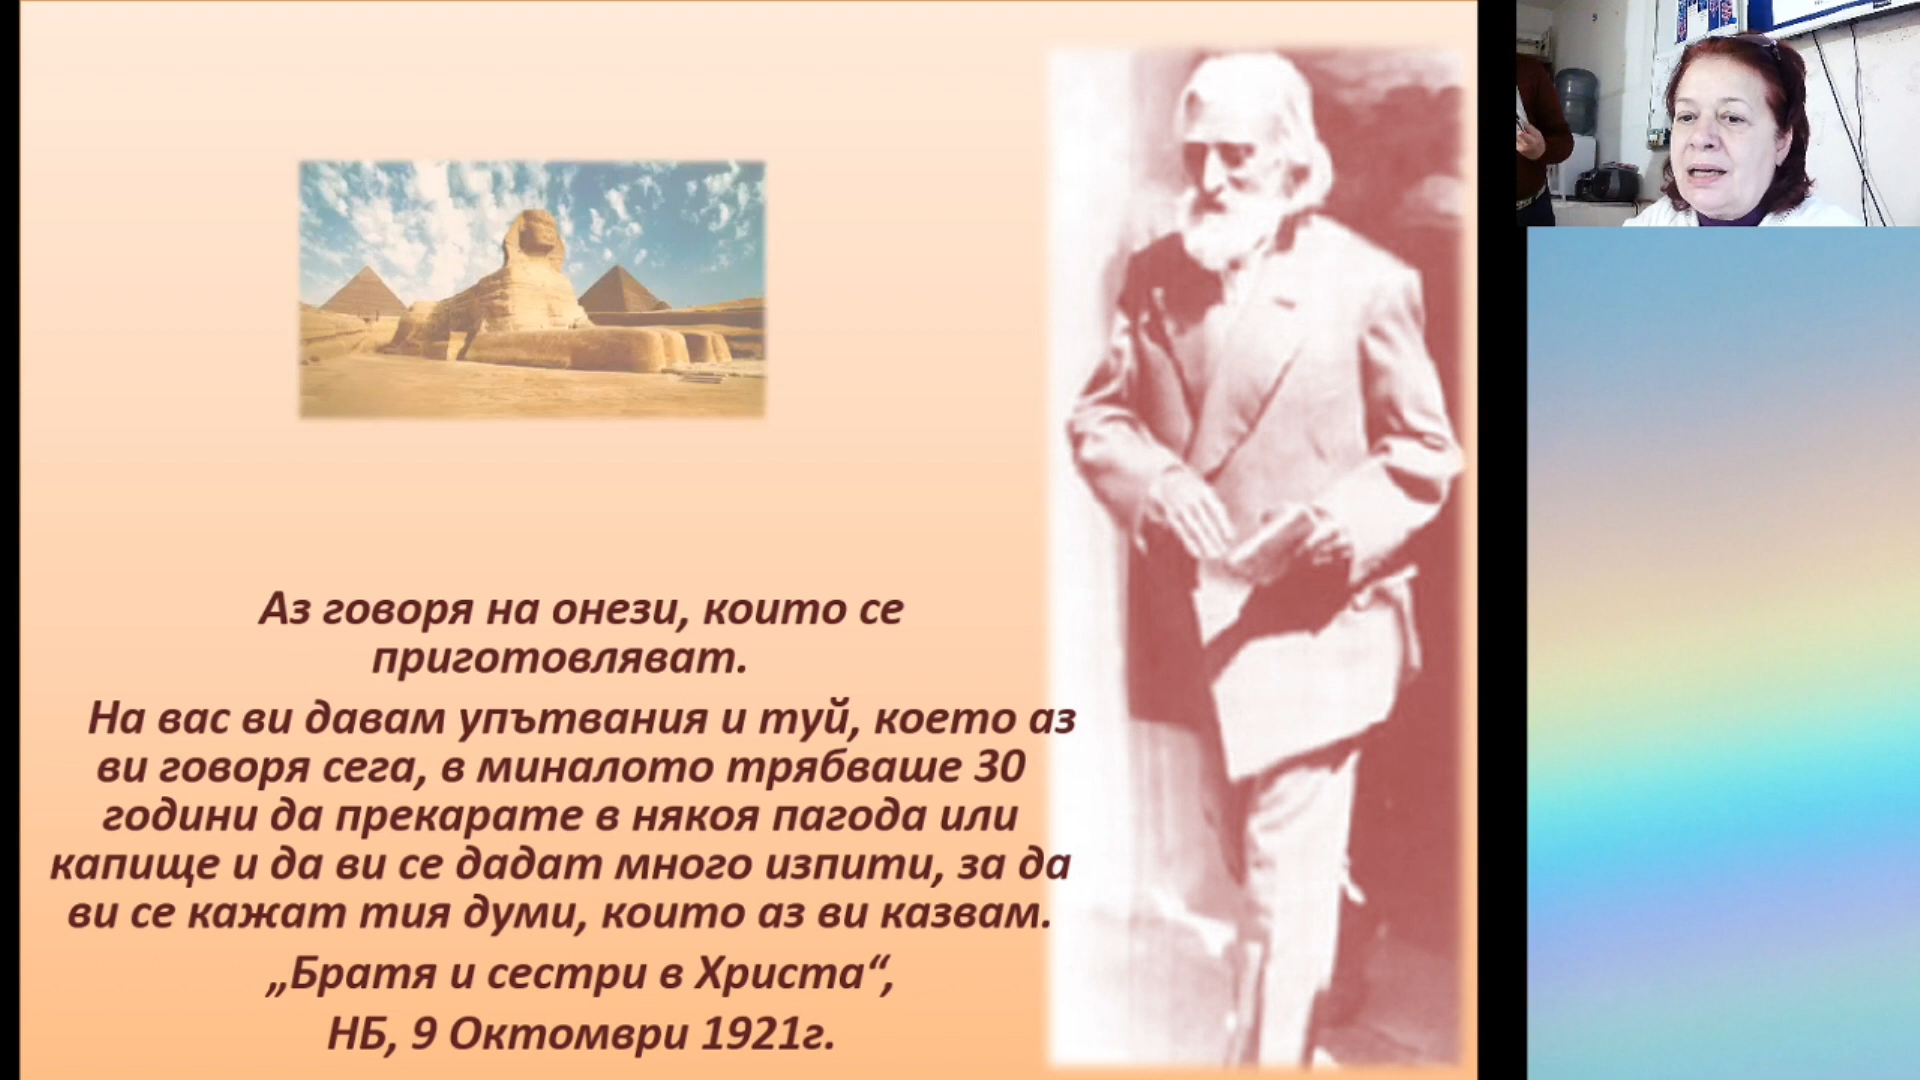 Аз говоря на онези, които се
приготовляват.
На вас ви давам упътвания и туй, което аз
ви говоря сега, в миналото трябваше 30
години да прекарате в някоя пагода или
капище и да ви се дадат много изпити, за да
ви се кажат тия думи, които аз ви казвам.
„Братя и сестри в Христа“,
НБ, 9 Октомври 1921г.